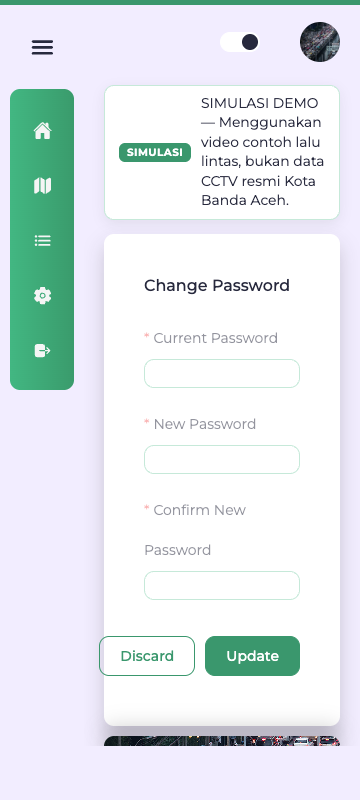 SIMULASI
SIMULASI DEMO
— Menggunakan
video contoh lalu
lintas, bukan data
CCTV resmi Kota
Banda Aceh.
Change Password
* Current Password
* New Password
* Confirm New
Password
Discard
Update